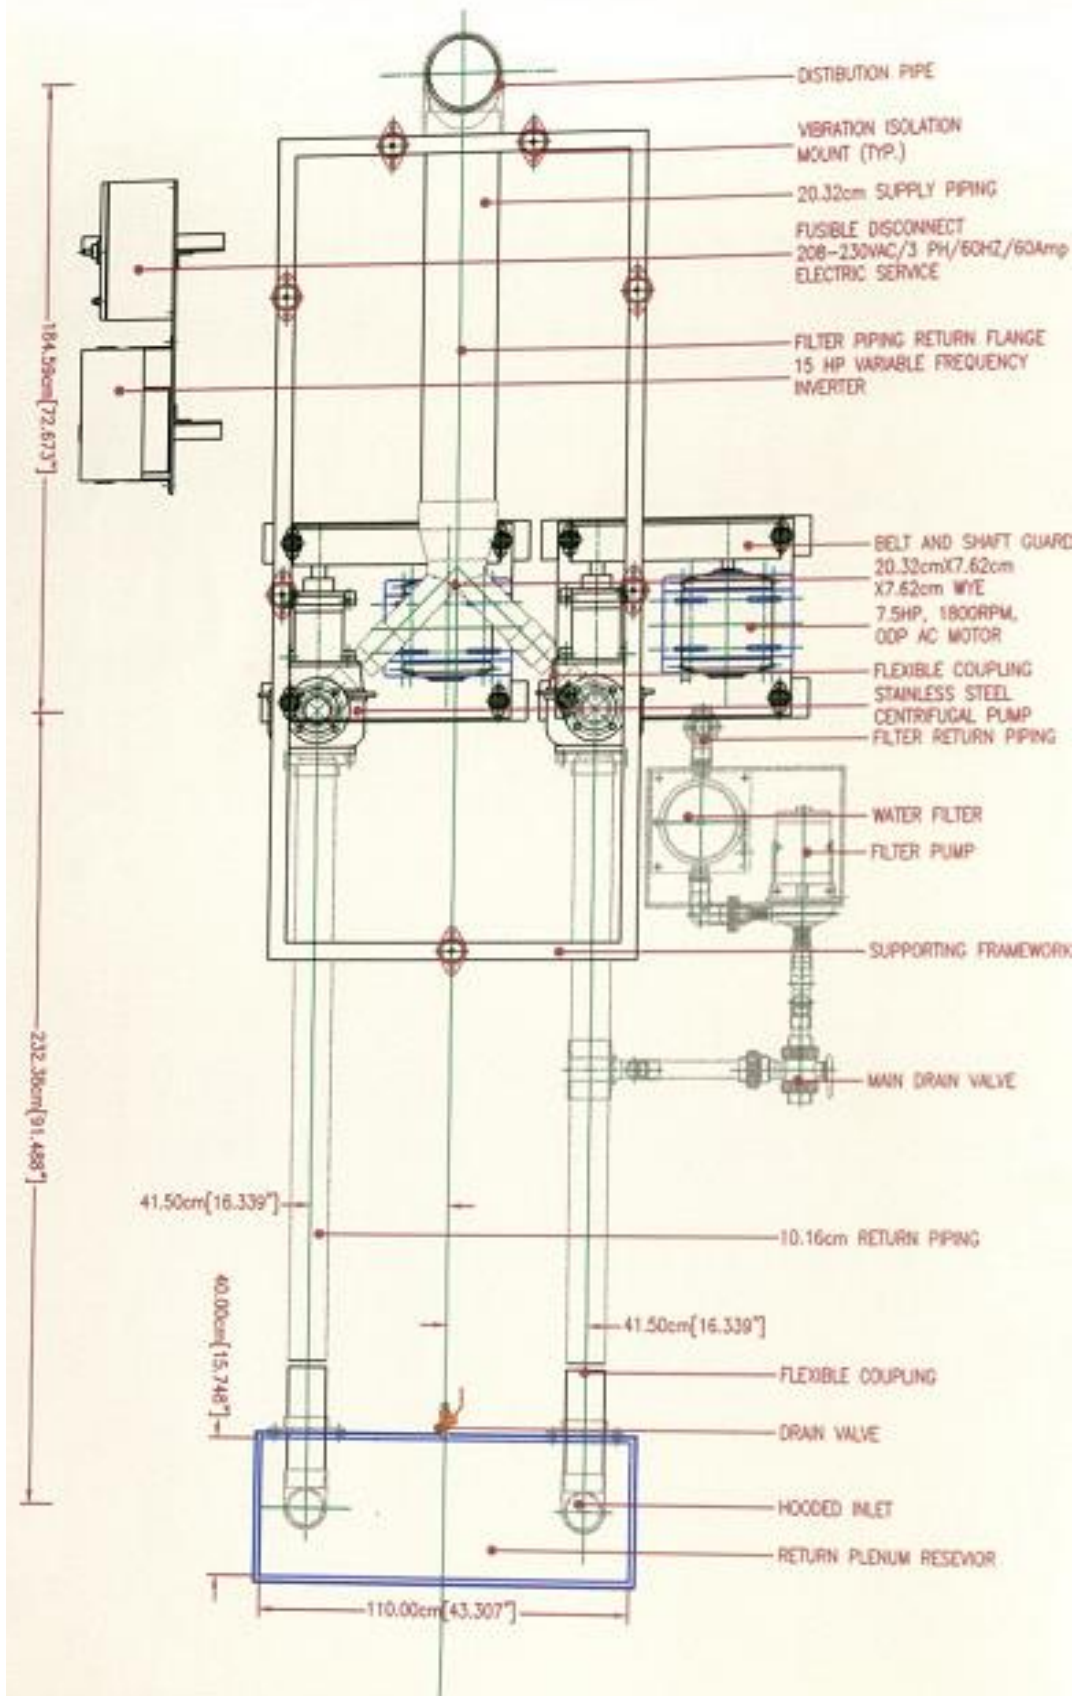 DISTIBUTION PIPE
VIBRATION ISOLATION
MOUNT (TYP.)
20.32cm SUPPLY PIPING
FUSIBLE DISCONNECT
208-230VAC/3 PH/60HZ/60Amp
ELECTRIC SERVICE
FILTER PIPING RETURN FLANGE
15 HP VARIABLE FREQUENCY
INVERTER
184.59cm[72.673"]
BELT AND SHAFT GUARD
20.32cmX7.62cm
X7.62cm WYE
7.5HP, 1800RPM,
ODP AC MOTOR
FLEXIBLE COUPLING
STAINLESS STEEL
CENTRIFUGAL PUMP
FILTER RETURN PIPING
WATER FILTER
FILTER PUMP
SUPPORTING FRAMEWORK
232.38cm[91.488"]
MAIN DRAIN VALVE
41.50cm[16.339"]
10.16cm RETURN PIPING
40.00cm[15.748"]
41.50cm[16.339"]
FLEXIBLE COUPLING
DRAIN VALVE
HOODED INLET
RETURN PLENUM RESEVIOR
110.00cm[43.307"]